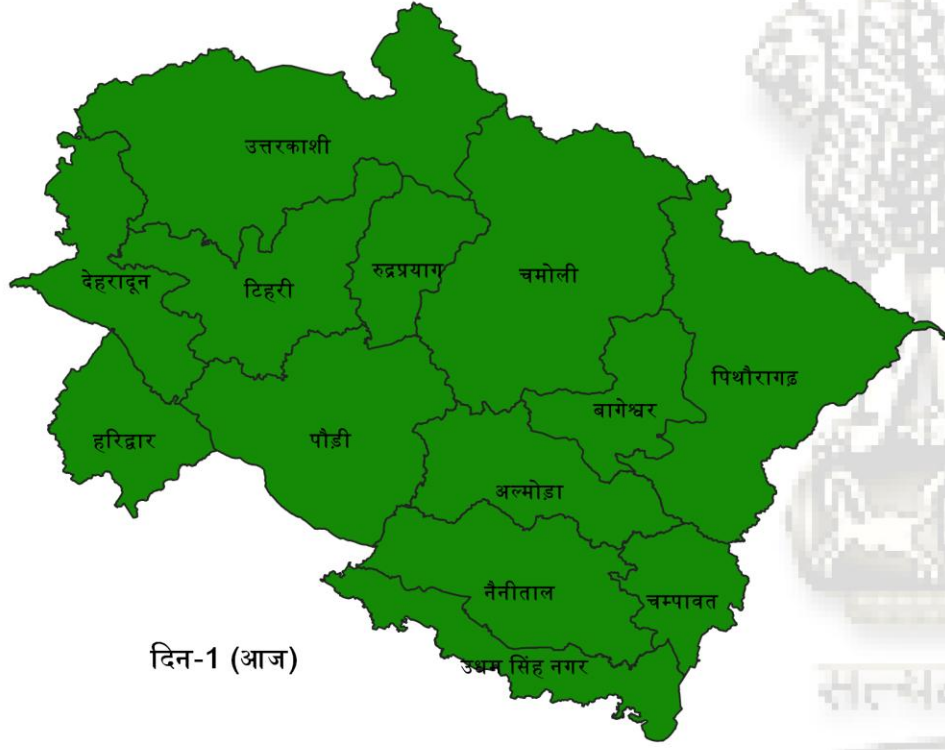 उत्तरकाशी
देहरादून
टिहरी
रुद्रप्रयाग
चमोली
पिथौरागढ़
बागेश्वर
हरिद्वार
पौड़ी
अल्मोड़ा
नैनीताल
चम्पावत
उधम सिंह नगर
दिन-1 (आज)